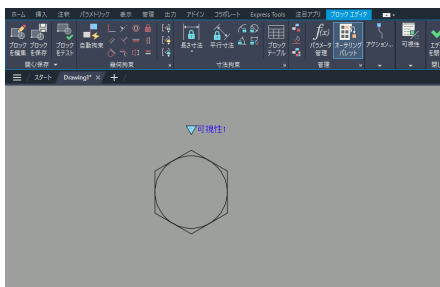 ホーム 挿入 注釈 パラメトリック 表示 管理 出力 アドイン コラボレート Express Tools 注目アプリ ブロック エディタ
ブロックを編集 ブロックを保存 ブロックをテスト 自動拘束 長さ寸法 平行寸法 ブロックテーブル パラメータ管理 オーサリングパレット アクション... 可視性
開く/保存 幾何拘束 寸法拘束 管理
スタート Drawing1* × +
可視性1